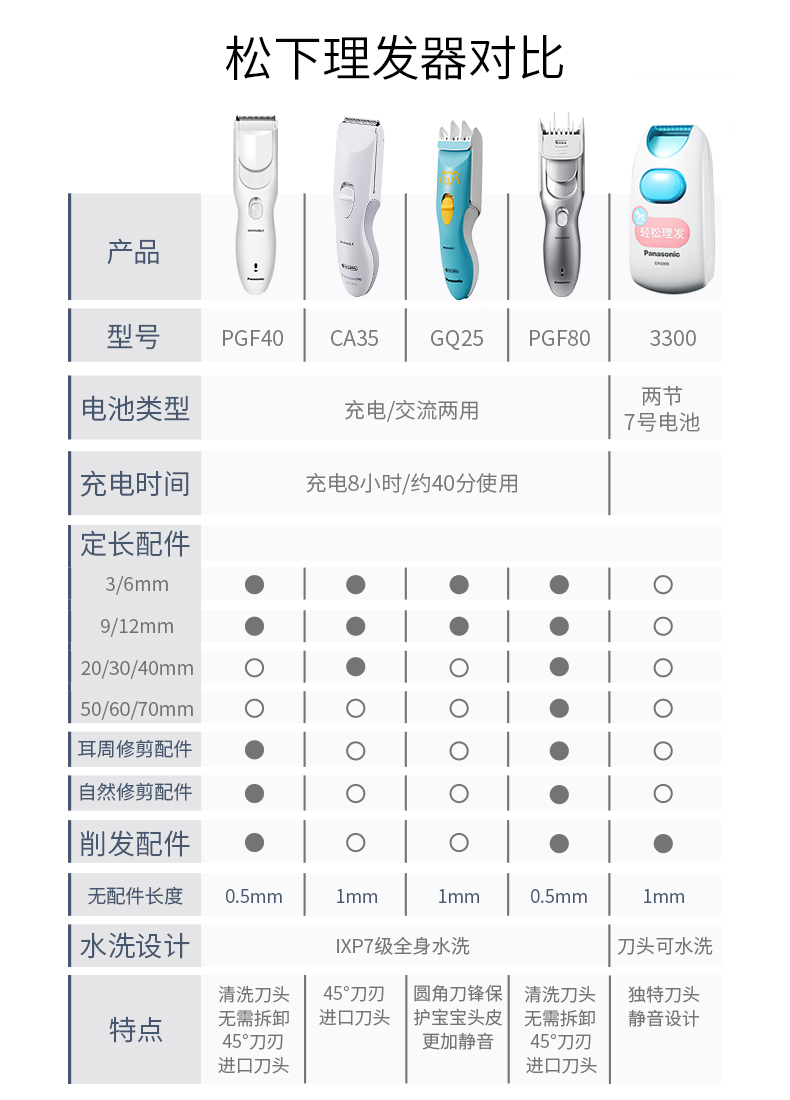 松下理发器对比
产品
轻松理发
Panasonic
型号 PGF40 CA35 GQ25 PGF80 3300
电池类型 充电/交流两用 两节
7号电池
充电时间 充电8小时/约40分使用
定长配件
3/6mm
9/12mm
20/30/40mm
50/60/70mm
耳周修剪配件
自然修剪配件
削发配件
无配件长度 0.5mm 1mm 1mm 0.5mm 1mm
水洗设计 IXP7级全身水洗 刀头可水洗
特点
清洗刀头
无需拆卸
45°刀刃
进口刀头
45°刀刃
进口刀头
圆角刀锋保
护宝宝头皮
更加静音
清洗刀头
无需拆卸
45°刀刃
进口刀头
独特刀头
静音设计